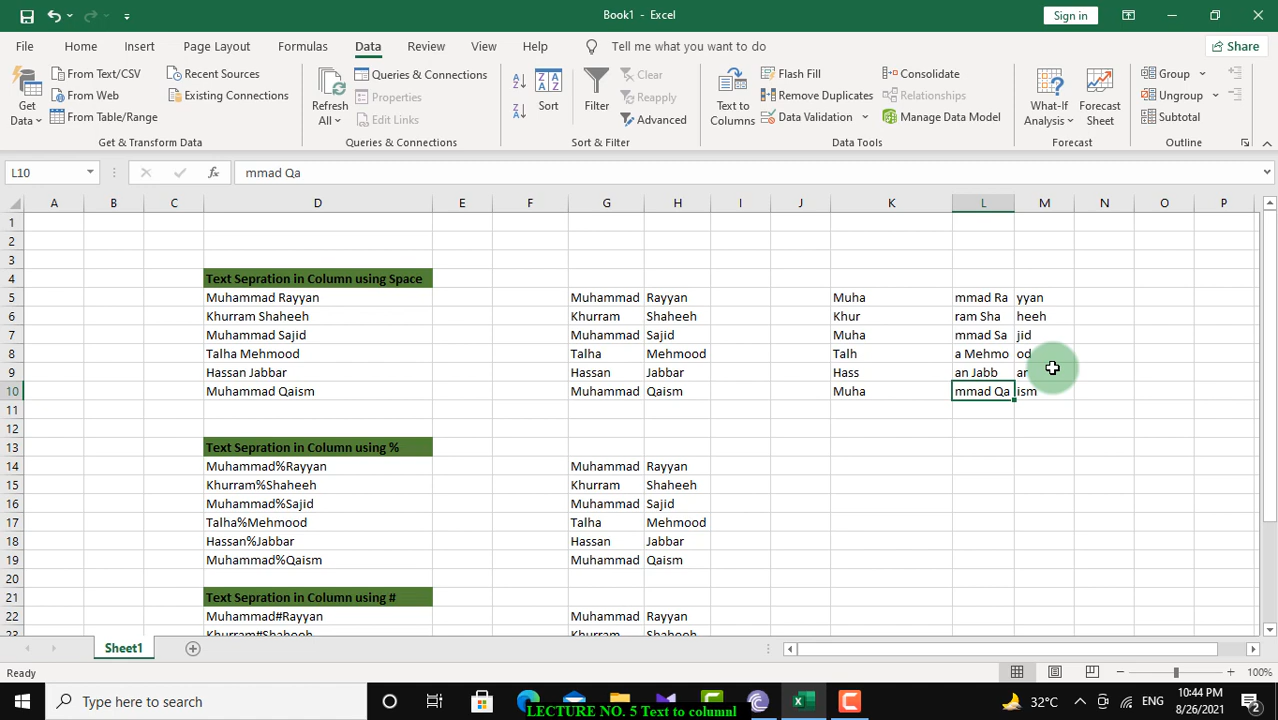 Book1 - Excel
Sign in
File Home Insert Page Layout Formulas Data Review View Help Tell me what you want to do Share
Get Data
From Text/CSV
From Web
From Table/Range
Recent Sources
Existing Connections
Get & Transform Data
Refresh All
Queries & Connections
Properties
Edit Links
Queries & Connections
Sort
Filter
Clear
Reapply
Advanced
Sort & Filter
Text to Columns
Flash Fill
Remove Duplicates
Data Validation
Consolidate
Relationships
Manage Data Model
Data Tools
What-If Analysis
Forecast Sheet
Forecast
Group
Ungroup
Subtotal
Outline
L10 fx mmad Qa
A B C D E F G H I J K L M N O P
1
2
3
4 Text Sepration in Column using Space
5 Muhammad Rayyan Muhammad Rayyan Muha mmad Ra yyan
6 Khurram Shaheeh Khurram Shaheeh Khur ram Sha heeh
7 Muhammad Sajid Muhammad Sajid Muha mmad Sa jid
8 Talha Mehmood Talha Mehmood Talh a Mehmo od
9 Hassan Jabbar Hassan Jabbar Hass an Jabb ar
10 Muhammad Qaism Muhammad Qaism Muha mmad Qa ism
11
12
13 Text Sepration in Column using %
14 Muhammad%Rayyan Muhammad Rayyan
15 Khurram%Shaheeh Khurram Shaheeh
16 Muhammad%Sajid Muhammad Sajid
17 Talha%Mehmood Talha Mehmood
18 Hassan%Jabbar Hassan Jabbar
19 Muhammad%Qaism Muhammad Qaism
20
21 Text Sepration in Column using #
22 Muhammad#Rayyan Muhammad Rayyan
23 Khurram#Shaheeh Khurram Shaheeh
Sheet1
Ready 100%
Type here to search
32°C ENG
10:44 PM
8/26/2021
2
LECTURE NO. 5 Text to columnl